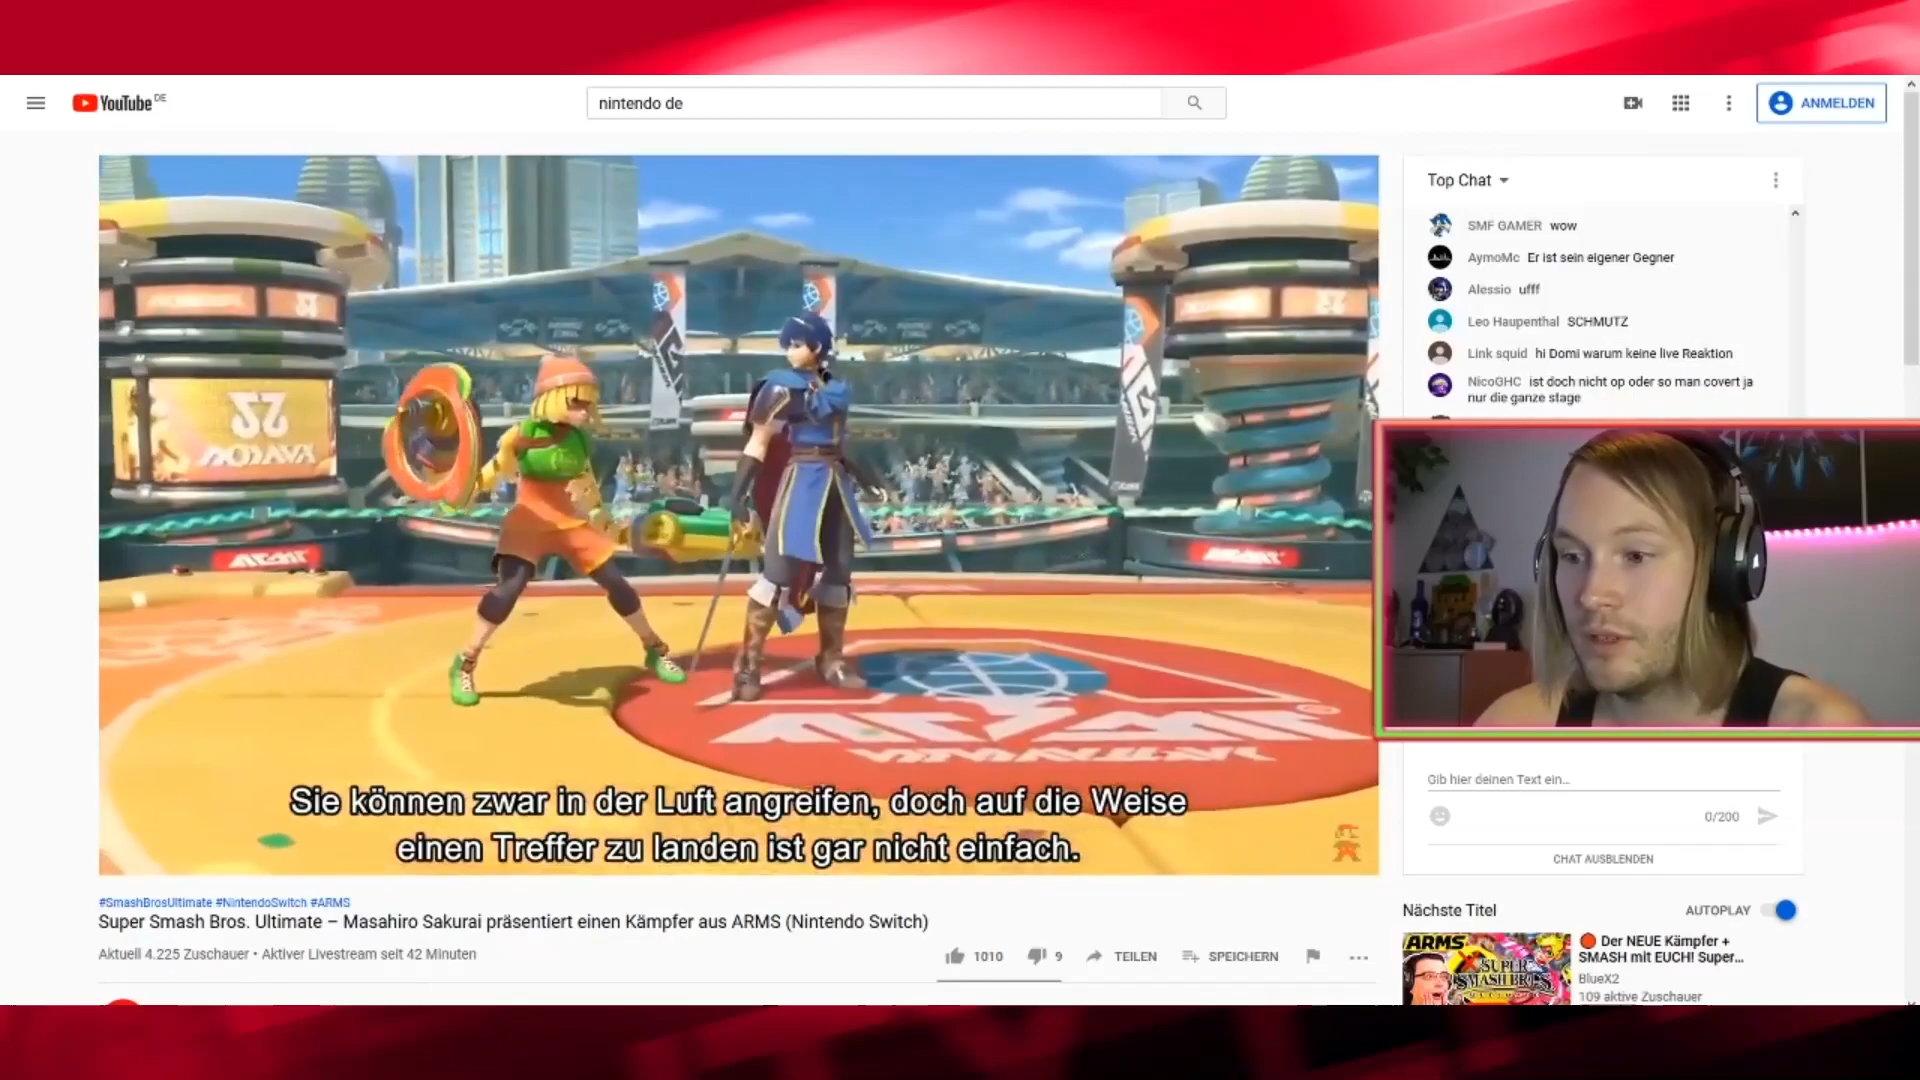 YouTube DE
nintendo de
ANMELDEN
Top Chat
SMF GAMER wow
AymoMc Er ist sein eigener Gegner
Alessio ufff
Leo Haupenthal SCHMUTZ
Link squid hi Domi warum keine live Reaktion
NicoGHC ist doch nicht op oder so man covert ja
nur die ganze stage
Sie können zwar in der Luft angreifen, doch auf die Weise
einen Treffer zu landen ist gar nicht einfach.
Gib hier deinen Text ein...
0/200
CHAT AUSBLENDEN
#SmashBrosUltimate #NintendoSwitch #ARMS
Super Smash Bros. Ultimate – Masahiro Sakurai präsentiert einen Kämpfer aus ARMS (Nintendo Switch)
Aktuell 4.225 Zuschauer • Aktiver Livestream seit 42 Minuten
1010
9
TEILEN
SPEICHERN
Nächste Titel
AUTOPLAY
ARMS
SUPER
SMASH BROS
Der NEUE Kämpfer +
SMASH mit EUCH! Super...
BlueX2
109 aktive Zuschauer